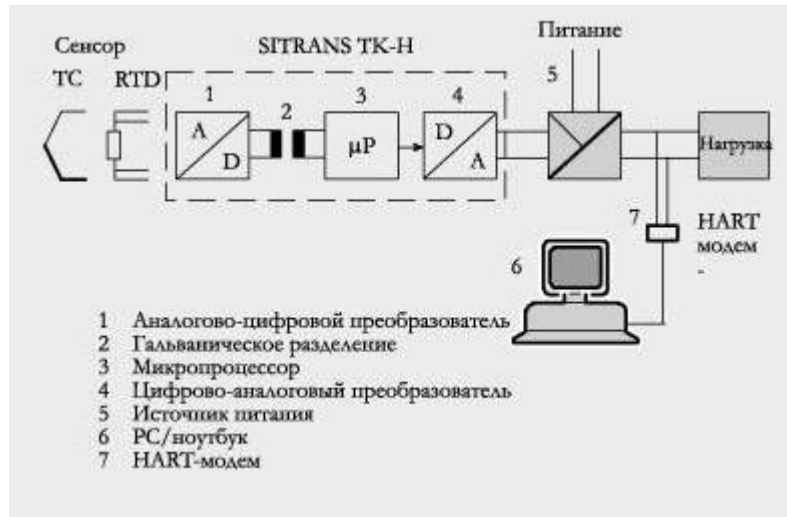 Сенсор
SITRANS TK-H
Питание
TC
RTD
1
2
3
4
5
A
D
μP
D
A
Нагрузка
7
HART
модем
-
6
1 Аналогово-цифровой преобразователь
2 Гальваническое разделение
3 Микропроцессор
4 Цифрово-аналоговый преобразователь
5 Источник питания
6 PC/ноутбук
7 HART-модем